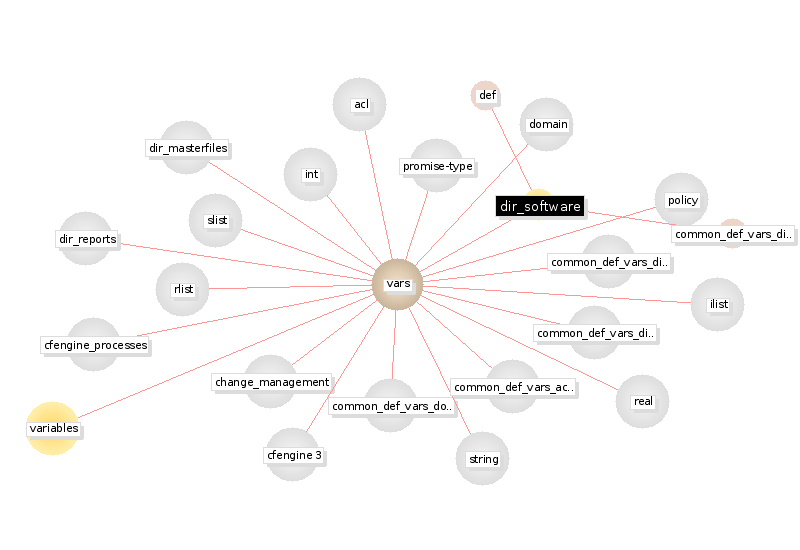 def
acl
domain
dir_masterfiles
promise-type
int
policy
dir_software
slist
common_def_vars_di..
dir_reports
common_def_vars_di..
vars
rlist
ilist
common_def_vars_di..
cfengine_processes
change_management
common_def_vars_ac..
real
common_def_vars_do..
variables
cfengine 3
string